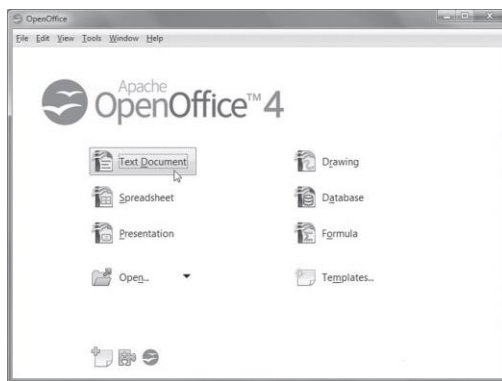 OpenOffice
File Edit View Tools Window Help
Apache
OpenOffice™ 4
Text Document
Drawing
Spreadsheet
Database
Presentation
Formula
Open...
Templates...